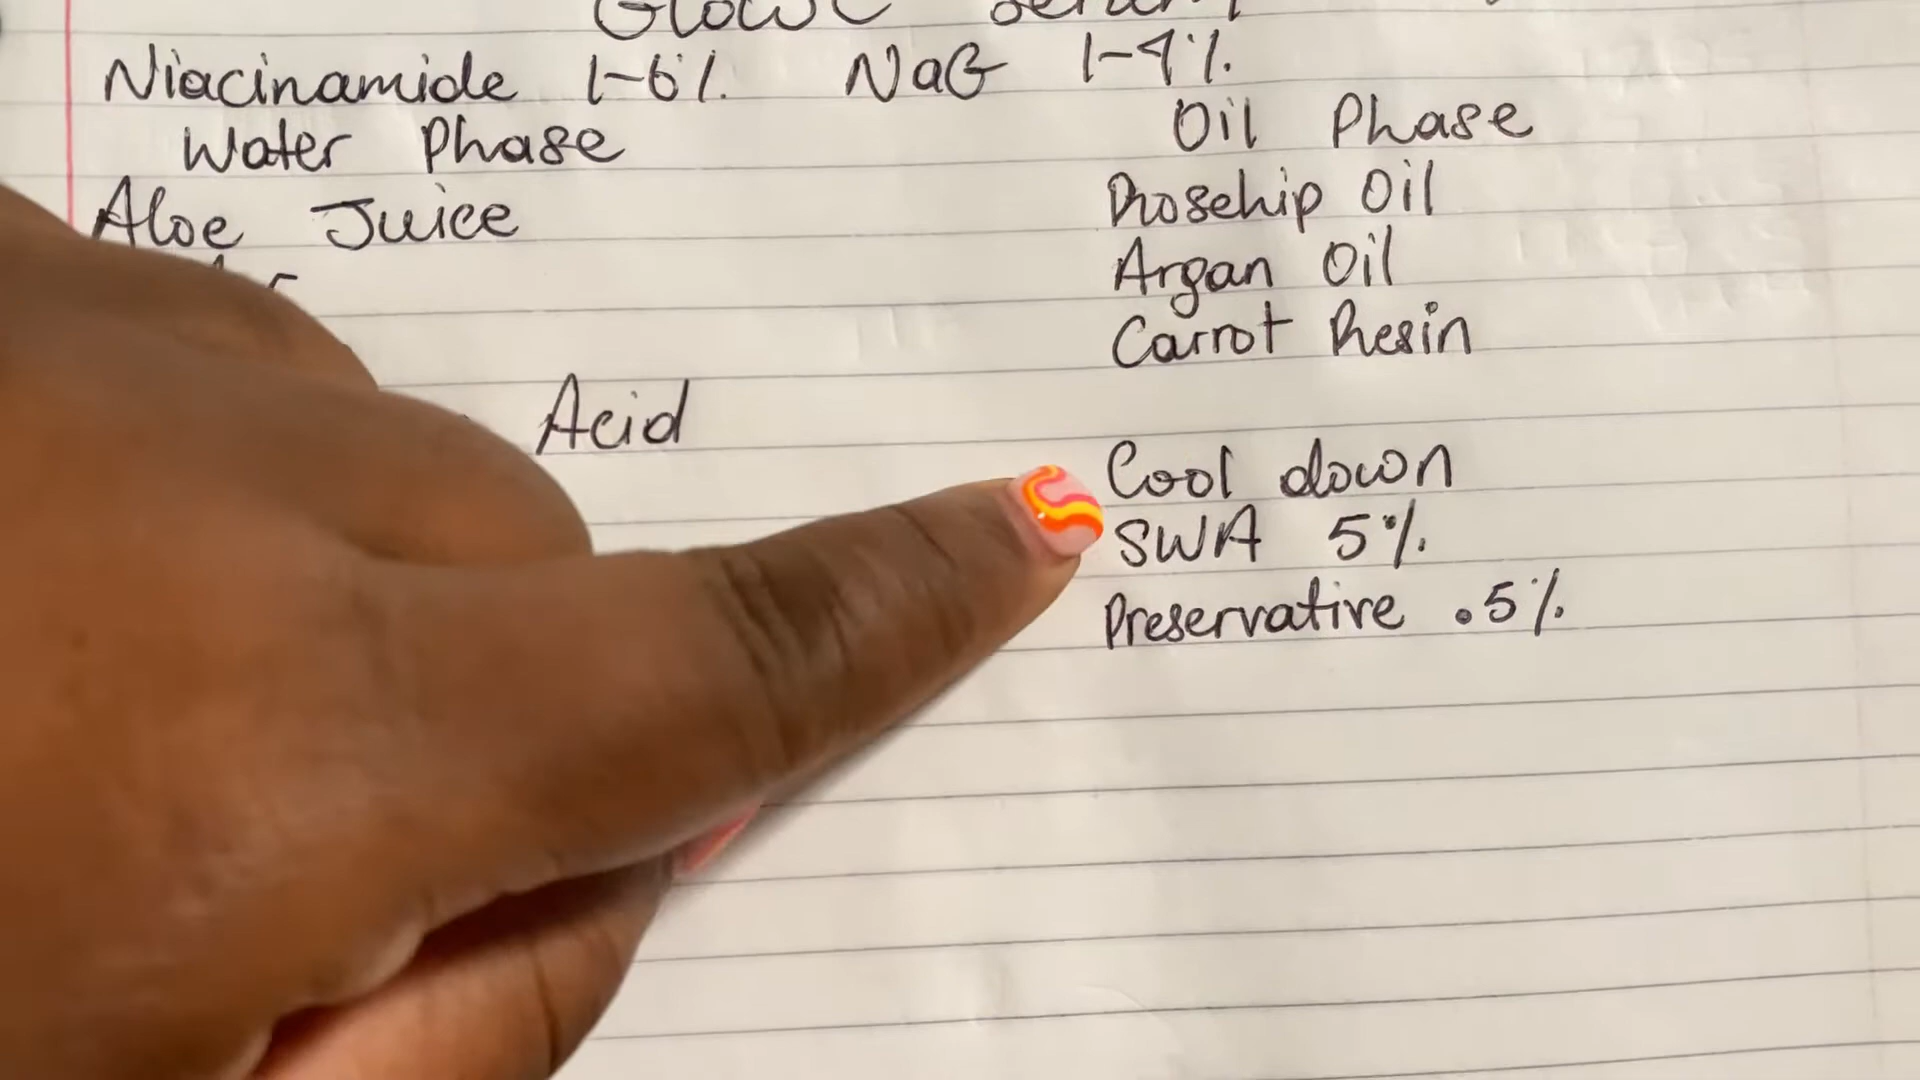 Niacinamide 1-6% NaG 1-4%
Water Phase
Aloe Juice
Acid
Oil Phase
Rosehip Oil
Argan Oil
Carrot Resin
Cool down
SWA 5%
Preservative .5%